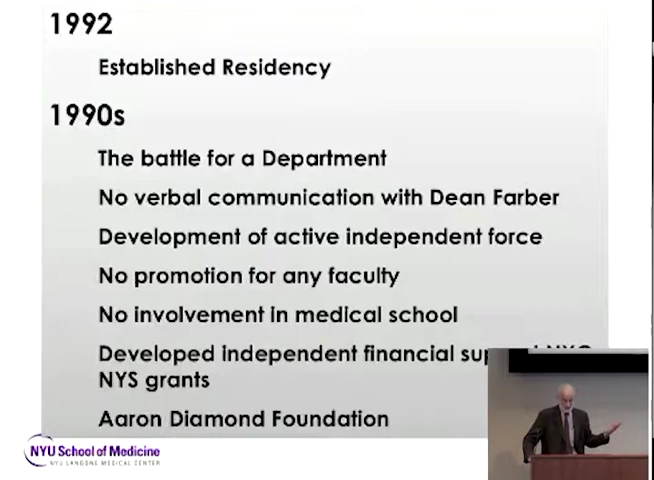 1992
Established Residency
1990s
The battle for a Department
No verbal communication with Dean Farber
Development of active independent force
No promotion for any faculty
No involvement in medical school
Developed independent financial
NYS grants
Aaron Diamond Foundation
NYU School of Medicine
NYU LANGONE MEDICAL CENTER